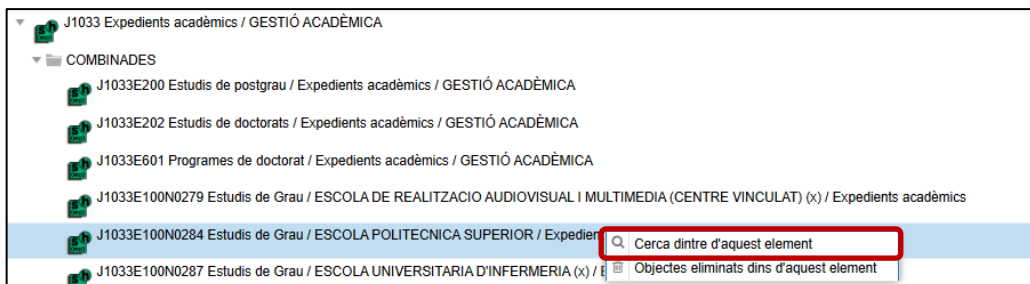 J1033 Expedients acadèmics / GESTIÓ ACADÈMICA
COMBINADES
J1033E200 Estudis de postgrau / Expedients acadèmics / GESTIÓ ACADÈMICA
J1033E202 Estudis de doctorats / Expedients acadèmics / GESTIÓ ACADÈMICA
J1033E601 Programes de doctorat / Expedients acadèmics / GESTIÓ ACADÈMICA
J1033E100N0279 Estudis de Grau / ESCOLA DE REALITZACIO AUDIOVISUAL I MULTIMEDIA (CENTRE VINCULAT) (x) / Expedients acadèmics
J1033E100N0284 Estudis de Grau / ESCOLA POLITECNICA SUPERIOR / Expedien
Cerca dintre d'aquest element
J1033E100N0287 Estudis de Grau / ESCOLA UNIVERSITARIA D'INFERMERIA (x) /
Objectes eliminats dins d'aquest element